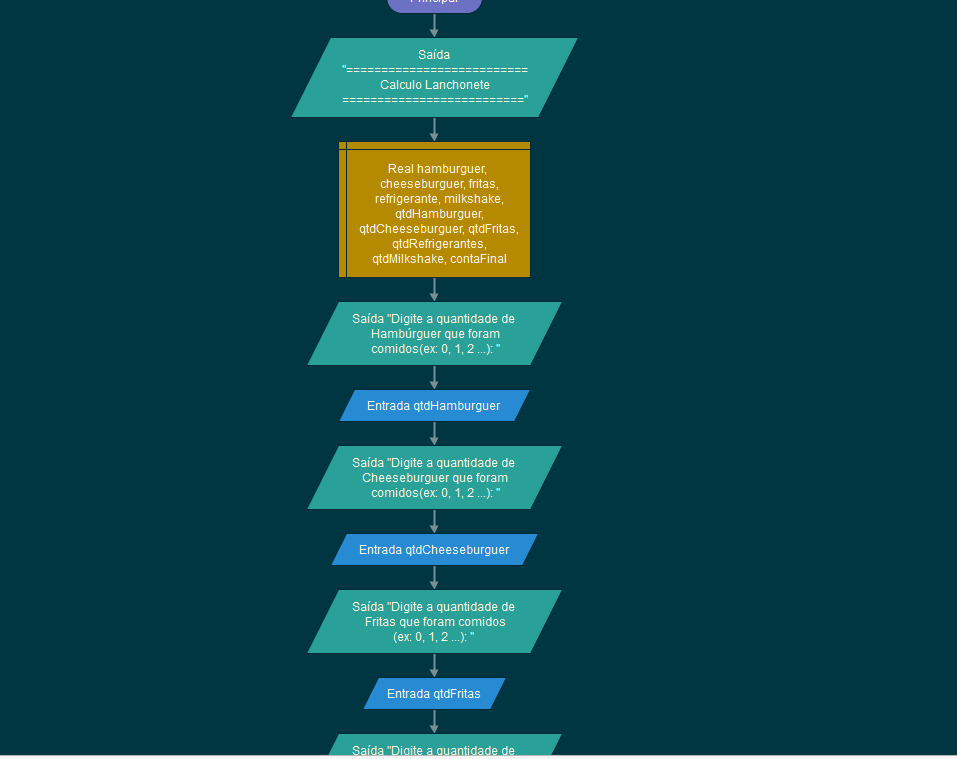 Principal
Saída
"==========================
Calculo Lanchonete
=========================="
Real hamburguer,
cheeseburguer, fritas,
refrigerante, milkshake,
qtdHamburguer,
qtdCheeseburguer, qtdFritas,
qtdRefrigerantes,
qtdMilkshake, contaFinal
Saída "Digite a quantidade de
Hambúrguer que foram
comidos(ex: 0, 1, 2 ...): "
Entrada qtdHamburguer
Saída "Digite a quantidade de
Cheeseburguer que foram
comidos(ex: 0, 1, 2 ...): "
Entrada qtdCheeseburguer
Saída "Digite a quantidade de
Fritas que foram comidos
(ex: 0, 1, 2 ...): "
Entrada qtdFritas
Saída "Digite a quantidade de